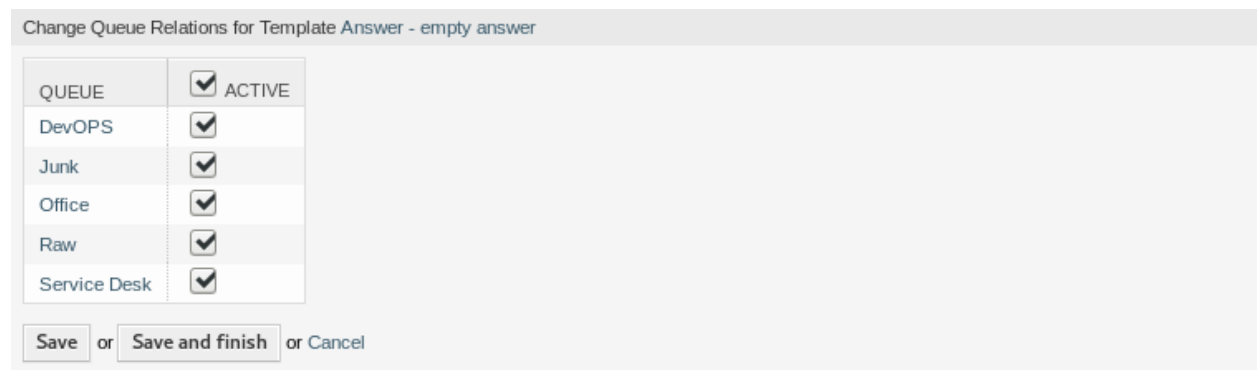 Change Queue Relations for Template Answer - empty answer
QUEUE ACTIVE
DevOPS
Junk
Office
Raw
Service Desk
Save or Save and finish or Cancel